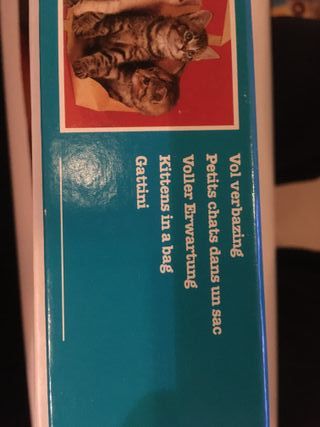 Vol verbazing
Petits chats dans un sac
Voller Erwartung
Kittens in a bag
Gattini